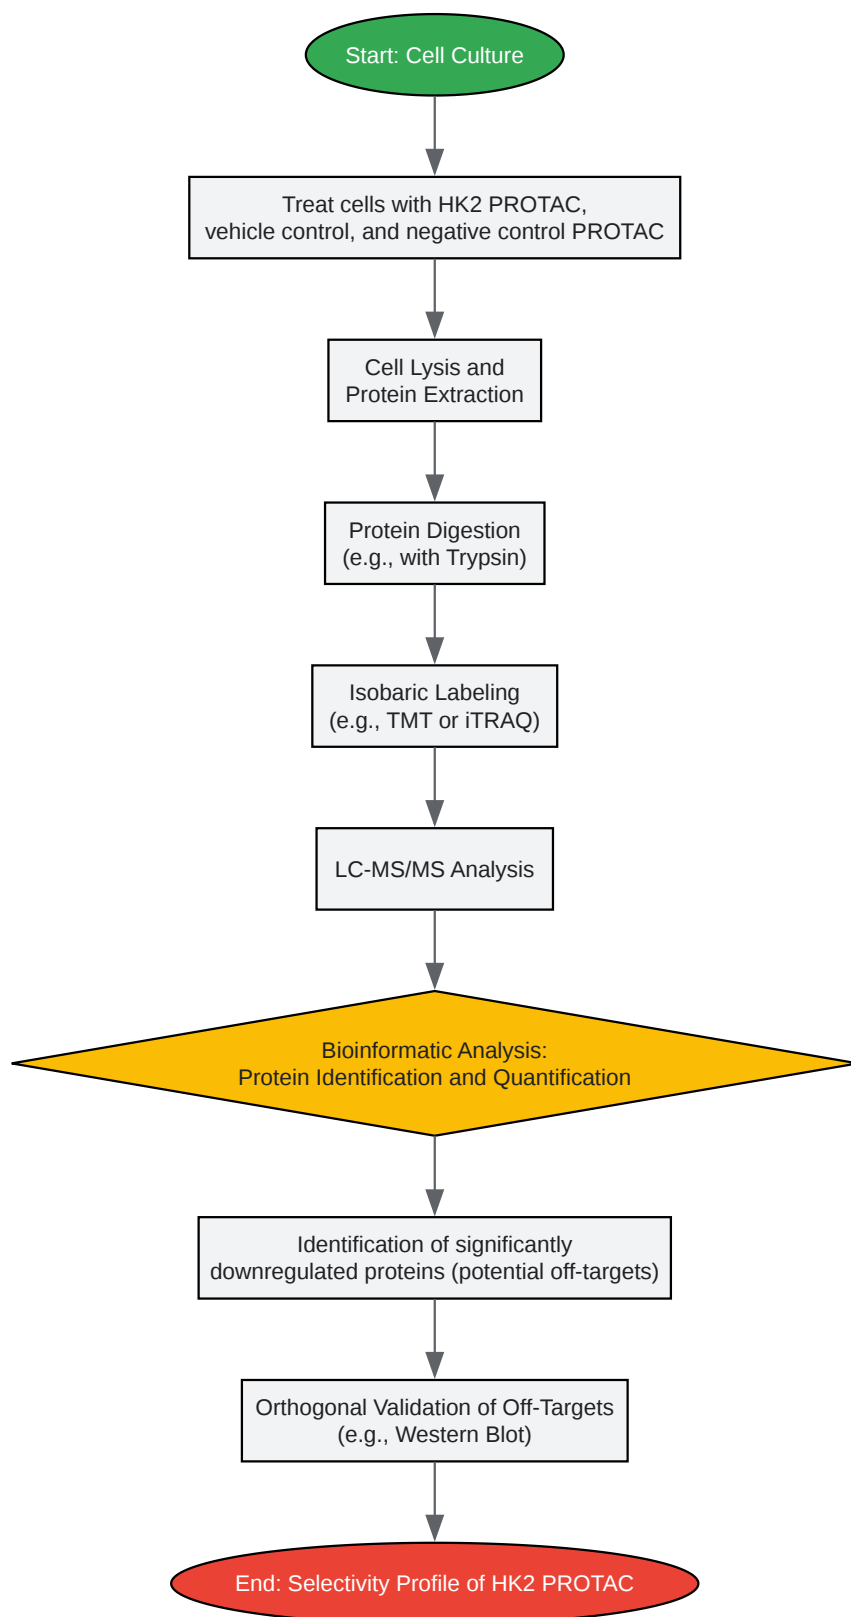 Start: Cell Culture
Treat cells with HK2 PROTAC,
vehicle control, and negative control PROTAC
Cell Lysis and
Protein Extraction
Protein Digestion
(e.g., with Trypsin)
Isobaric Labeling
(e.g., TMT or iTRAQ)
LC-MS/MS Analysis
Bioinformatic Analysis:
Protein Identification and Quantification
Identification of significantly
downregulated proteins (potential off-targets)
Orthogonal Validation of Off-Targets
(e.g., Western Blot)
End: Selectivity Profile of HK2 PROTAC